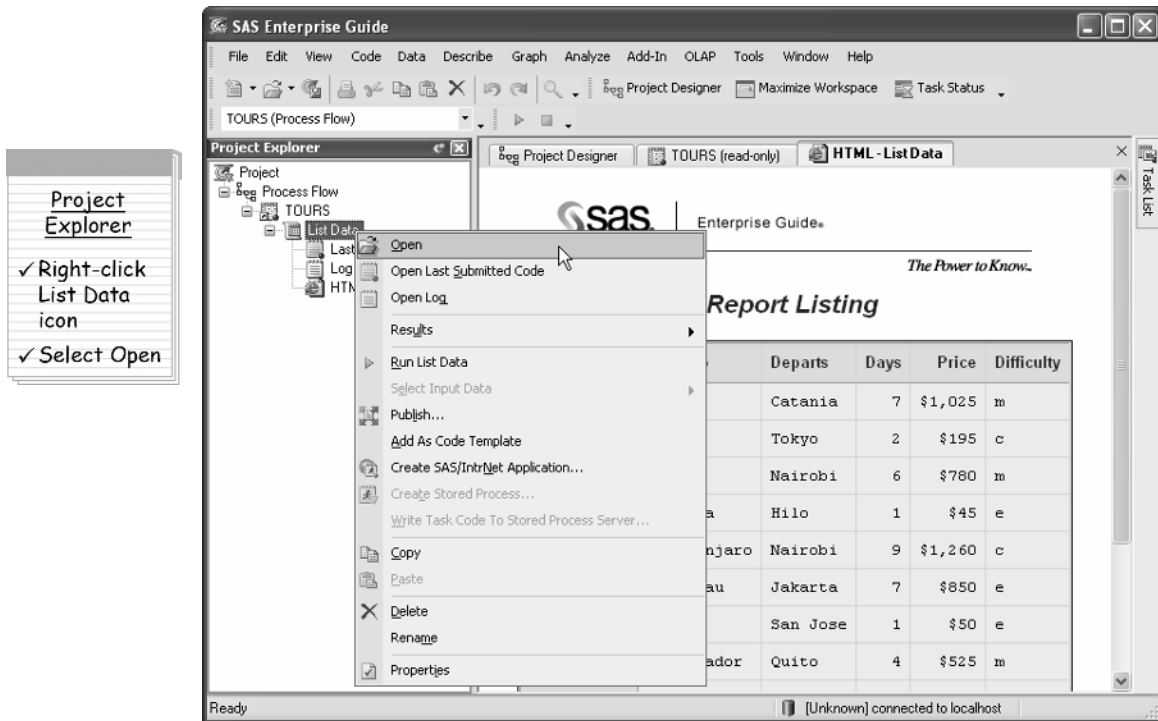 Project
Explorer
✓ Right-click
List Data
icon
✓ Select Open
SAS Enterprise Guide
File Edit View Code Data Describe Graph Analyze Add-In OLAP Tools Window Help
Project Designer Maximize Workspace Task Status
TOURS (Process Flow)
Project Explorer
Project
Process Flow
TOURS
List Data
Last
Log
HTM
Open
Open Last Submitted Code
Open Log
Results
Run List Data
Select Input Data
Publish...
Add As Code Template
Create SAS/IntrNet Application...
Create Stored Process...
Write Task Code To Stored Process Server...
Copy
Paste
Delete
Rename
Properties
Project Designer TOURS (read-only) HTML - List Data
Task List
sas. Enterprise Guide®
The Power to Know™
Report Listing
Departs Days Price Difficulty
Catania 7 $1,025 m
Tokyo 2 $195 c
Nairobi 6 $780 m
a Hilo 1 $45 e
njaro Nairobi 9 $1,260 c
au Jakarta 7 $850 e
San Jose 1 $50 e
ador Quito 4 $525 m
Ready
[Unknown] connected to localhost